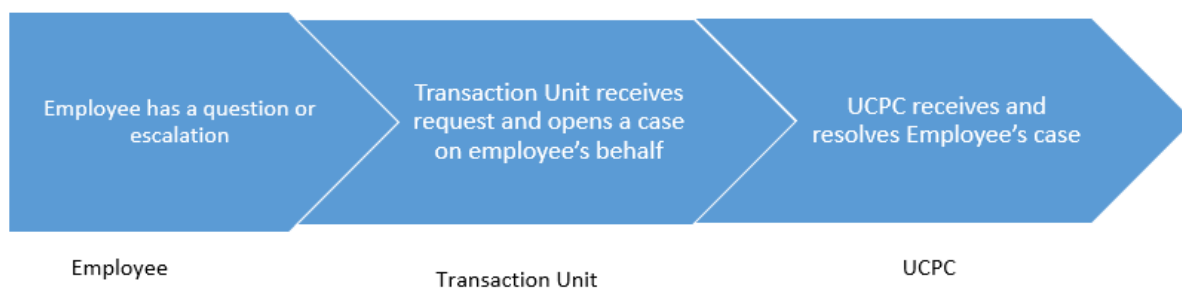 Employee has a question or
escalation
Transaction Unit receives
request and opens a case
on employee’s behalf
UCPC receives and
resolves Employee’s case
Employee
Transaction Unit
UCPC